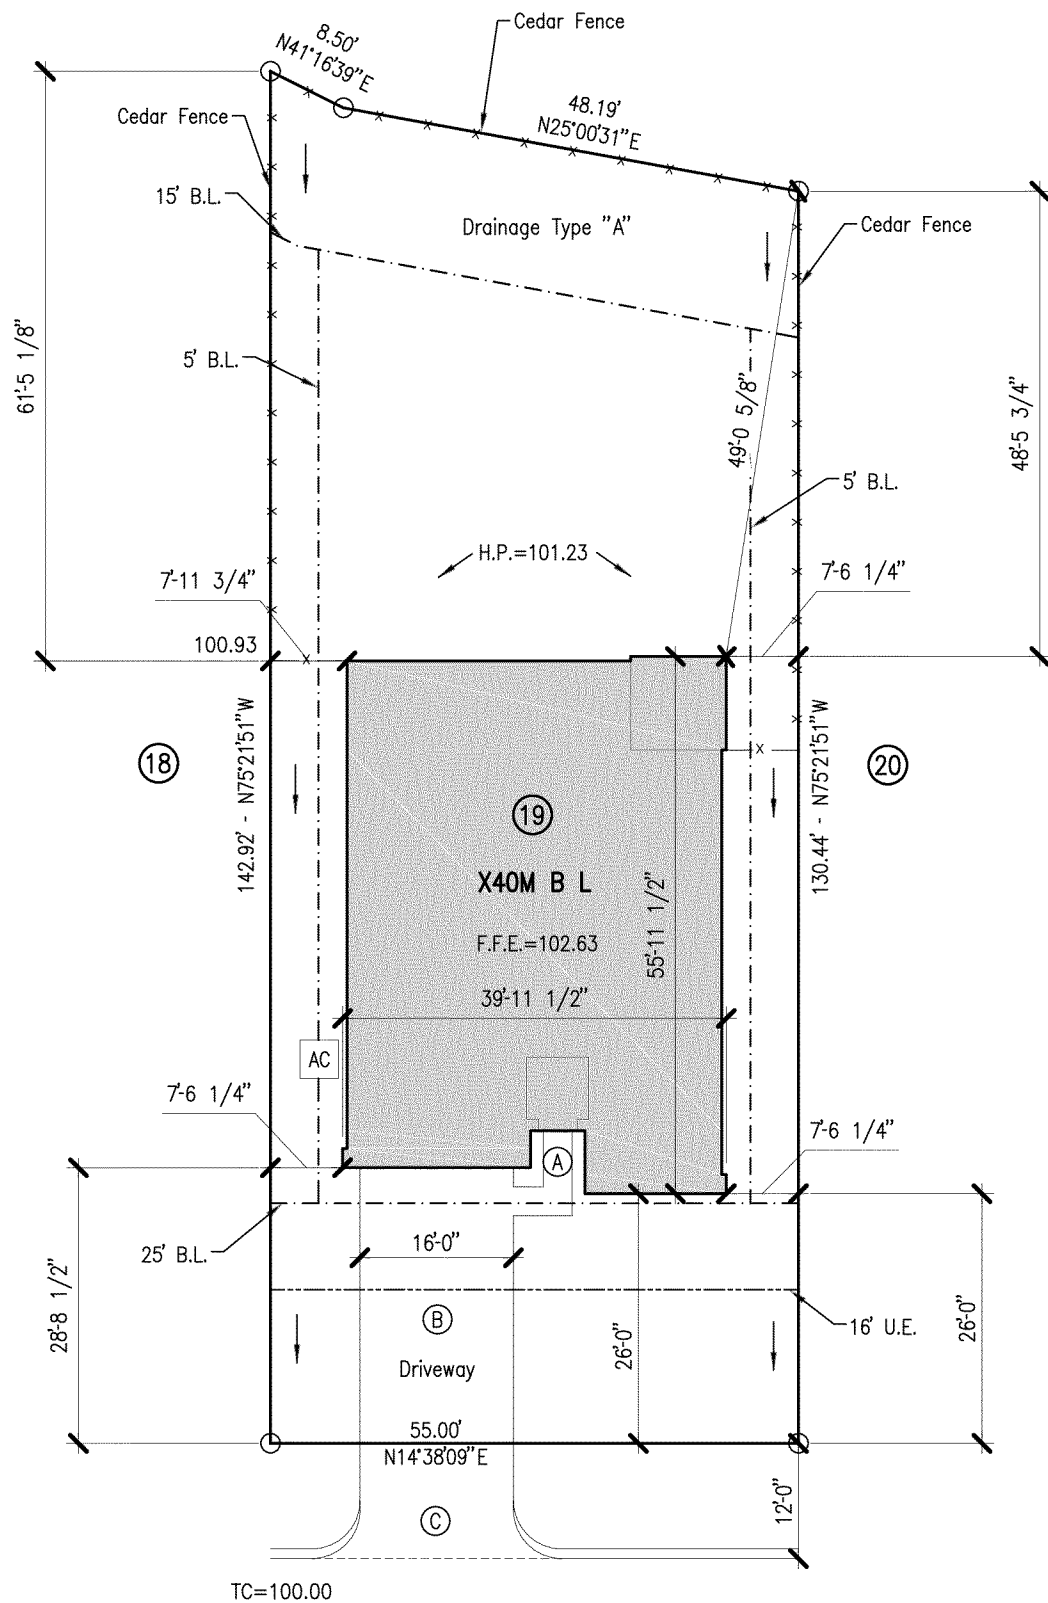 Cedar Fence
8.50'
N41°16'39"E
48.19'
N25°00'31"E
Cedar Fence
15' B.L.
Drainage Type "A"
Cedar Fence
61'-5 1/8"
5' B.L.
49'-0 5/8"
48'-5 3/4"
5' B.L.
H.P.=101.23
7'-11 3/4"
7'-6 1/4"
100.93
142.92' - N75°21'51"W
130.44' - N75°21'51"W
18
20
19
X40M B L
F.F.E.=102.63
55'-11 1/2"
39'-11 1/2"
AC
7'-6 1/4"
7'-6 1/4"
A
25' B.L.
16'-0"
28'-8 1/2"
B
26'-0"
16' U.E.
26'-0"
Driveway
55.00'
N14°38'09"E
12'-0"
C
TC=100.00